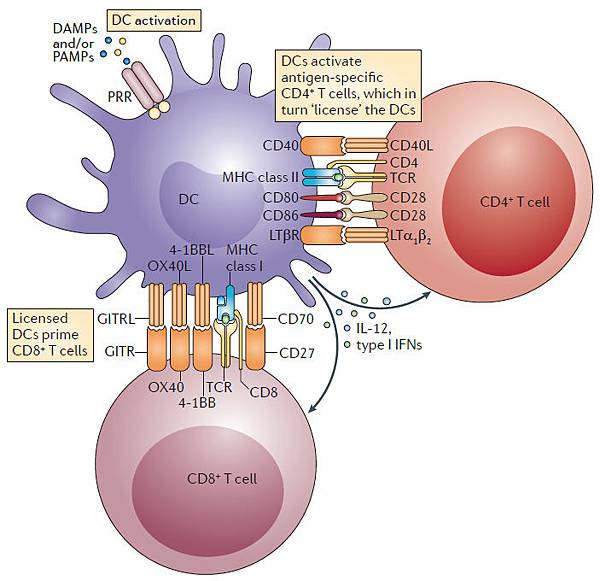 DC activation
DAMPs
and/or
PAMPs
PRR
DCs activate
antigen-specific
CD4⁺ T cells, which in
turn ‘license’ the DCs
CD40
CD40L
CD4
MHC class II
TCR
CD80
CD28
CD86
CD28
LTβR
LTα₁β₂
DC
CD4⁺ T cell
4-1BBL
MHC
class I
OX40L
Licensed
DCs prime
CD8⁺ T cells
GITRL
CD70
IL-12,
type I IFNs
GITR
CD27
OX40
TCR
CD8
4-1BB
CD8⁺ T cell